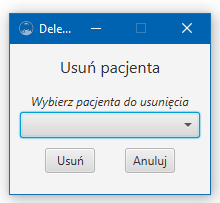 Dele...
Usuń pacjenta
Wybierz pacjenta do usunięcia
Usuń
Anuluj